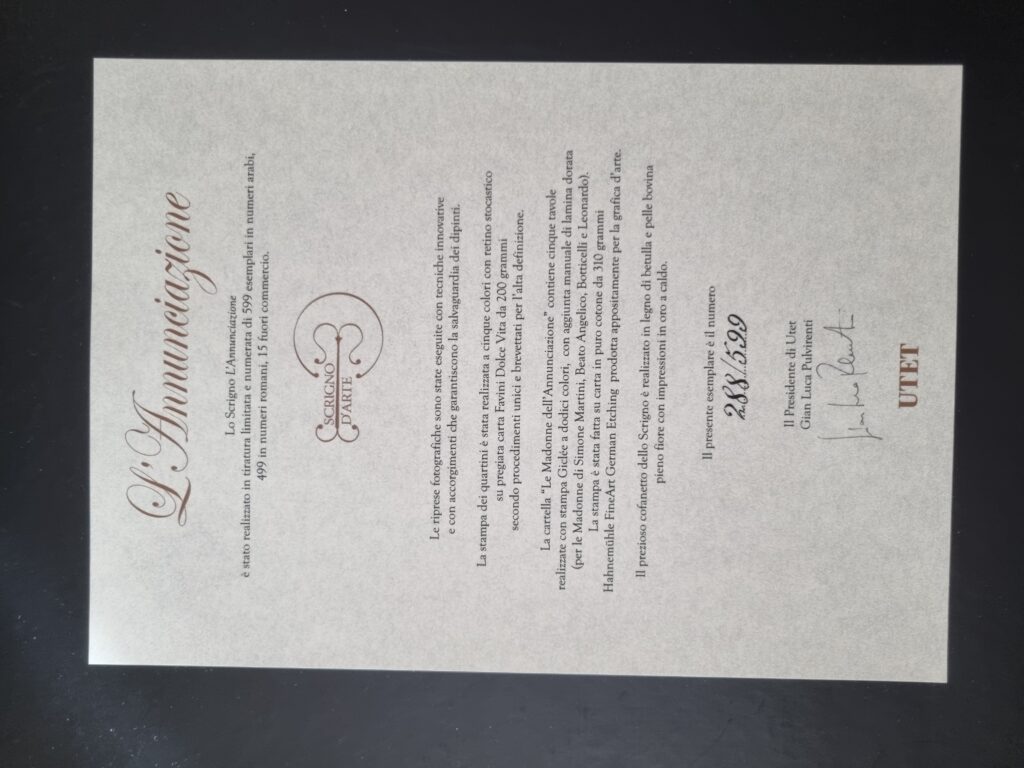 L'Annunciazione
Lo Scrigno L'Annunciazione
è stato realizzato in tiratura limitata e numerata di 599 esemplari in numeri arabi,
499 in numeri romani, 15 fuori commercio.
SCRIGNO
D'ARTE
Le riprese fotografiche sono state eseguite con tecniche innovative
e con accorgimenti che garantiscono la salvaguardia dei dipinti.
La stampa dei quartini è stata realizzata a cinque colori con retino stocastico
su pregiata carta Favini Dolce Vita da 200 grammi
secondo procedimenti unici e brevettati per l'alta definizione.
La cartella "Le Madonne dell'Annunciazione" contiene cinque tavole
realizzate con stampa Giclée a dodici colori, con aggiunta manuale di lamina dorata
(per le Madonne di Simone Martini, Beato Angelico, Botticelli e Leonardo).
La stampa è stata fatta su carta in puro cotone da 310 grammi
Hahnemühle FineArt German Etching prodotta appositamente per la grafica d'arte.
Il prezioso cofanetto dello Scrigno è realizzato in legno di betulla e pelle bovina
pieno fiore con impressioni in oro a caldo.
Il presente esemplare è il numero
288/599
Il Presidente di Utet
Gian Luca Pulvirenti
UTET